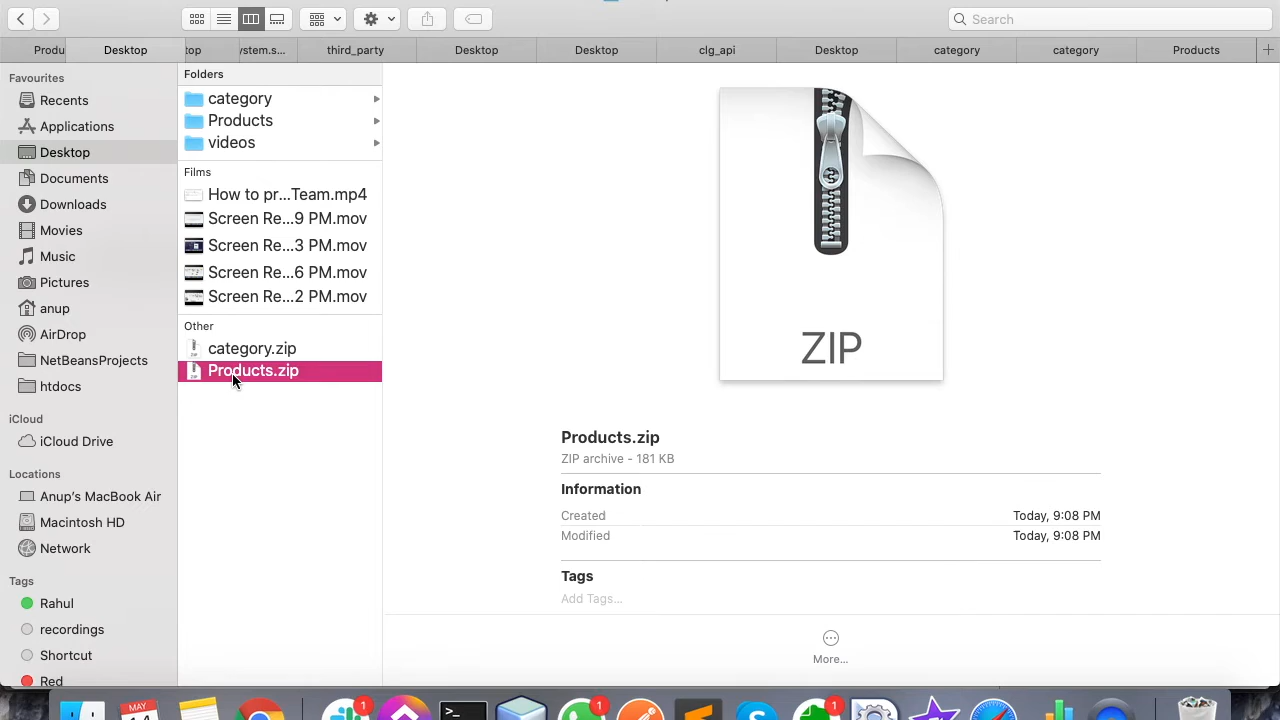 Search
Produ
Desktop
top
ystem.s...
third_party
Desktop
Desktop
clg_api
Desktop
category
category
Products
Favourites
Recents
Applications
Desktop
Documents
Downloads
Movies
Music
Pictures
anup
AirDrop
NetBeansProjects
htdocs
iCloud
iCloud Drive
Locations
Anup's MacBook Air
Macintosh HD
Network
Tags
Rahul
recordings
Shortcut
Red
Folders
category
Products
videos
Films
How to pr...Team.mp4
Screen Re...9 PM.mov
Screen Re...3 PM.mov
Screen Re...6 PM.mov
Screen Re...2 PM.mov
Other
category.zip
Products.zip
ZIP
Products.zip
ZIP archive - 181 KB
Information
Created Today, 9:08 PM
Modified Today, 9:08 PM
Tags
Add Tags...
More...
MAY
1
1
1